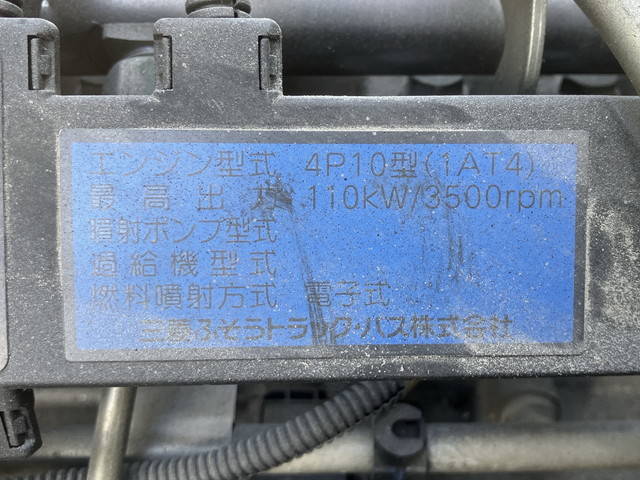 エンジン型式 4P10型(1AT4)
最高出力 110kW/3500rpm
噴射ポンプ型式
過給機型式
燃料噴射方式 電子式
三菱ふそうトラック・バス株式会社